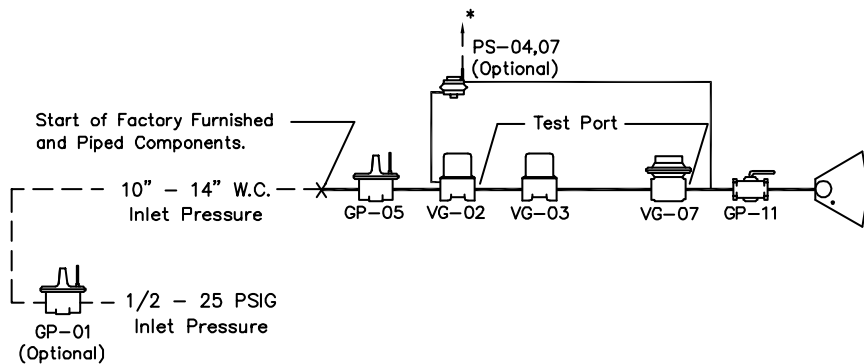 *
PS-04,07
(Optional)
Start of Factory Furnished
and Piped Components.
Test Port
10" - 14" W.C.
Inlet Pressure
GP-05
VG-02
VG-03
VG-07
GP-11
1/2 - 25 PSIG
Inlet Pressure
GP-01
(Optional)